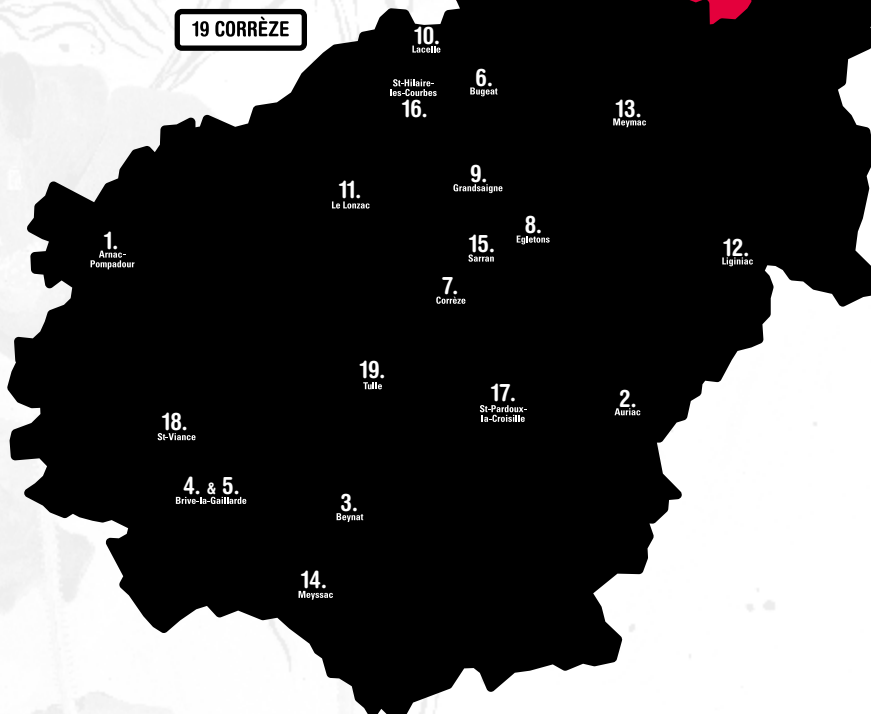 19 CORRÈZE
10.
Lacelle
St-Hilaire-
les-Courbes
16.
6.
Bugeat
13.
Meymac
9.
Grandsaigne
11.
Le Lonzac
8.
Egletons
1.
Arnac-
Pompadour
15.
Sarran
12.
Liginiac
7.
Corrèze
19.
Tulle
17.
St-Pardoux-
la-Croisille
2.
Auriac
18.
St-Viance
4. & 5.
Brive-la-Gaillarde
3.
Beynat
14.
Meyssac